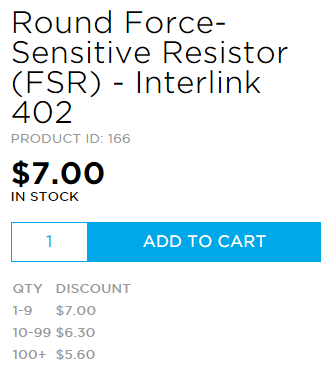 Round Force-
Sensitive Resistor
(FSR) - Interlink
402
PRODUCT ID: 166
$7.00
IN STOCK
1 ADD TO CART
QTY DISCOUNT
1-9 $7.00
10-99 $6.30
100+ $5.60